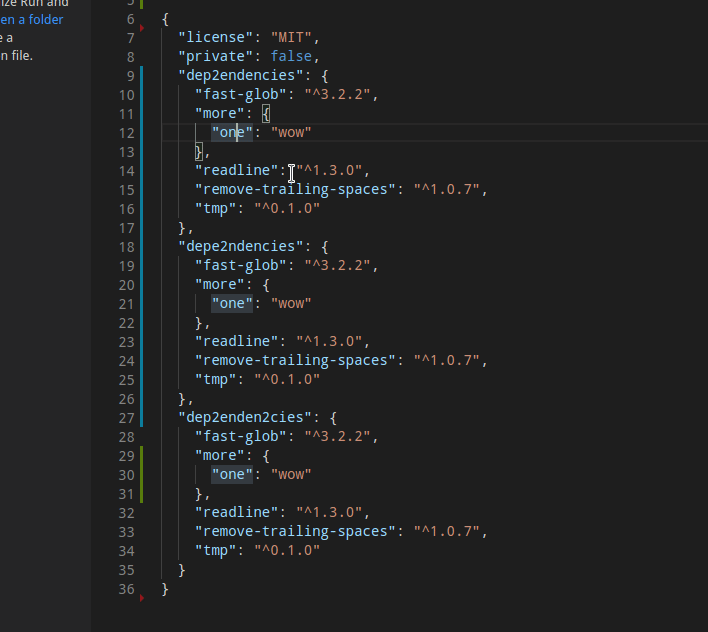 ize Run and
en a folder
e a
n file.
5
6 {
7 "license": "MIT",
8 "private": false,
9 "dep2endencies": {
10 "fast-glob": "^3.2.2",
11 "more": {
12 "one": "wow"
13 },
14 "readline": "^1.3.0",
15 "remove-trailing-spaces": "^1.0.7",
16 "tmp": "^0.1.0"
17 },
18 "depe2ndencies": {
19 "fast-glob": "^3.2.2",
20 "more": {
21 "one": "wow"
22 },
23 "readline": "^1.3.0",
24 "remove-trailing-spaces": "^1.0.7",
25 "tmp": "^0.1.0"
26 },
27 "dep2enden2cies": {
28 "fast-glob": "^3.2.2",
29 "more": {
30 "one": "wow"
31 },
32 "readline": "^1.3.0",
33 "remove-trailing-spaces": "^1.0.7",
34 "tmp": "^0.1.0"
35 }
36 }